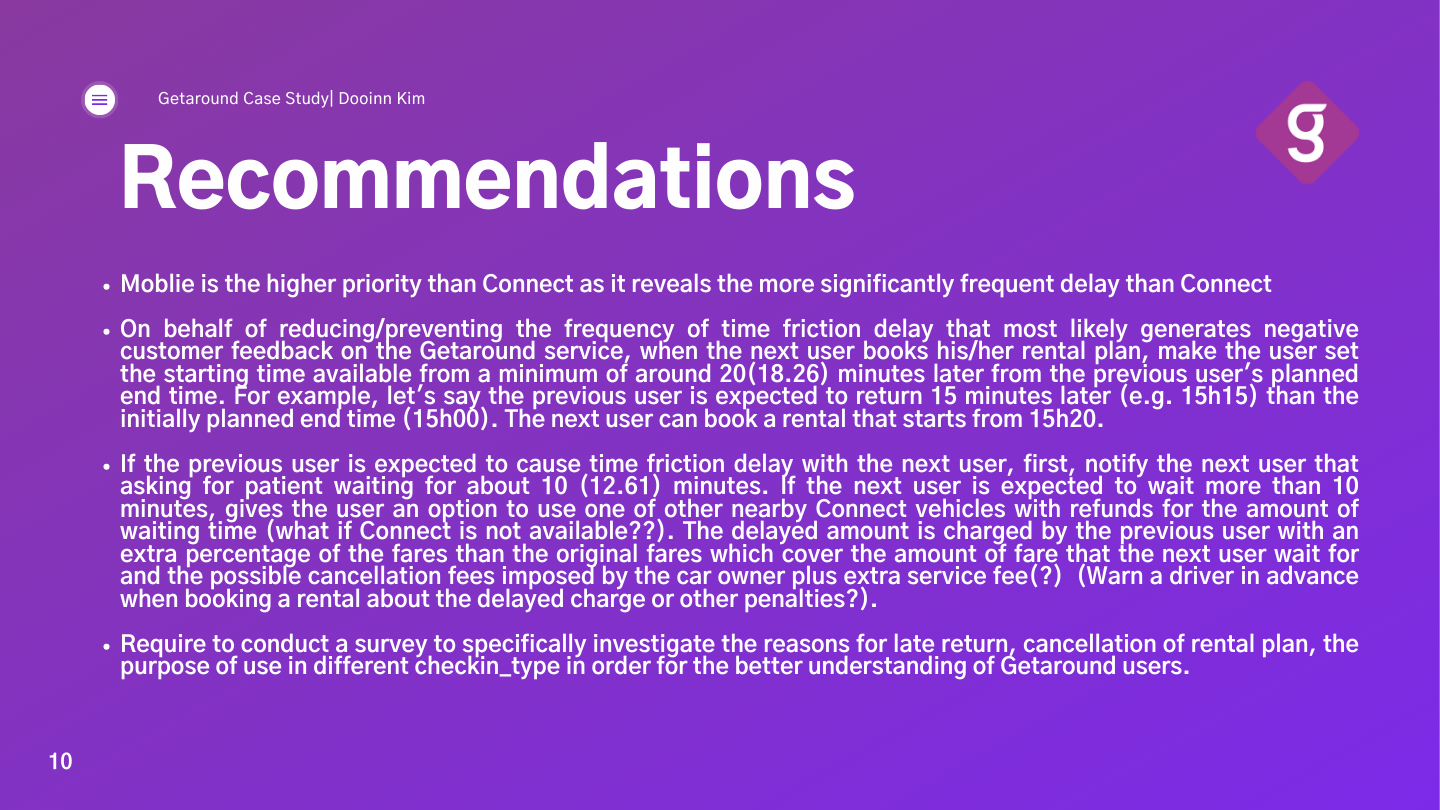 Getaround Case Study| Dooinn Kim
g
Recommendations
• Moblie is the higher priority than Connect as it reveals the more significantly frequent delay than Connect
• On behalf of reducing/preventing the frequency of time friction delay that most likely generates negative
customer feedback on the Getaround service, when the next user books his/her rental plan, make the user set
the starting time available from a minimum of around 20(18.26) minutes later from the previous user's planned
end time. For example, let's say the previous user is expected to return 15 minutes later (e.g. 15h15) than the
initially planned end time (15h00). The next user can book a rental that starts from 15h20.
• If the previous user is expected to cause time friction delay with the next user, first, notify the next user that
asking for patient waiting for about 10 (12.61) minutes. If the next user is expected to wait more than 10
minutes, gives the user an option to use one of other nearby Connect vehicles with refunds for the amount of
waiting time (what if Connect is not available??). The delayed amount is charged by the previous user with an
extra percentage of the fares than the original fares which cover the amount of fare that the next user wait for
and the possible cancellation fees imposed by the car owner plus extra service fee(?) (Warn a driver in advance
when booking a rental about the delayed charge or other penalties?).
• Require to conduct a survey to specifically investigate the reasons for late return, cancellation of rental plan, the
purpose of use in different checkin_type in order for the better understanding of Getaround users.
10